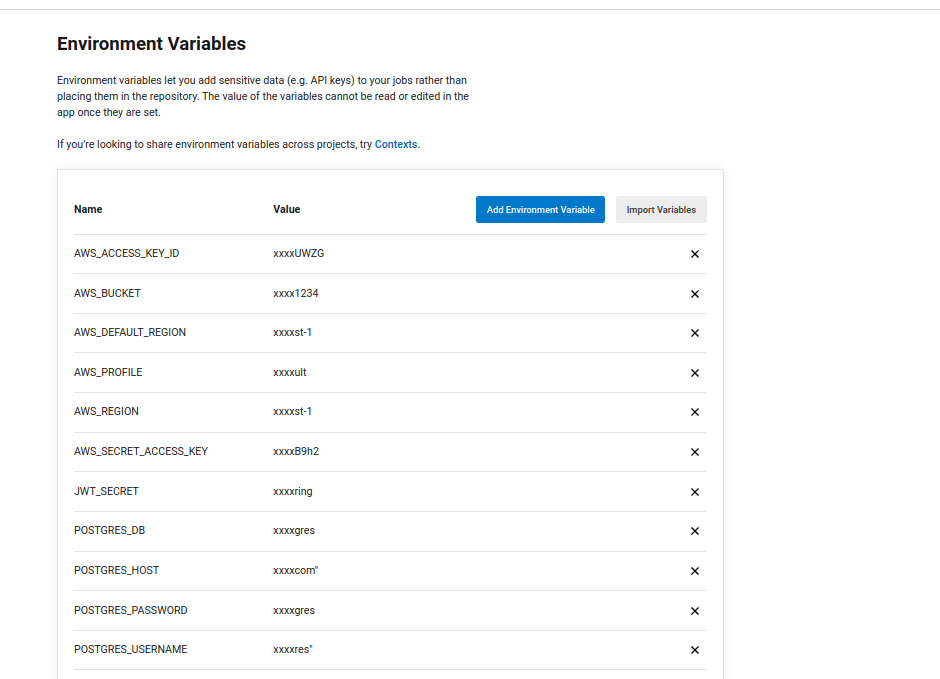 Environment Variables
Environment variables let you add sensitive data (e.g. API keys) to your jobs rather than
placing them in the repository. The value of the variables cannot be read or edited in the
app once they are set.
If you're looking to share environment variables across projects, try Contexts.
Name Value Add Environment Variable Import Variables
AWS_ACCESS_KEY_ID xxxxUWZG
AWS_BUCKET xxxx1234
AWS_DEFAULT_REGION xxxxst-1
AWS_PROFILE xxxxult
AWS_REGION xxxxst-1
AWS_SECRET_ACCESS_KEY xxxxB9h2
JWT_SECRET xxxxring
POSTGRES_DB xxxxgres
POSTGRES_HOST xxxxcom"
POSTGRES_PASSWORD xxxxgres
POSTGRES_USERNAME xxxxres"